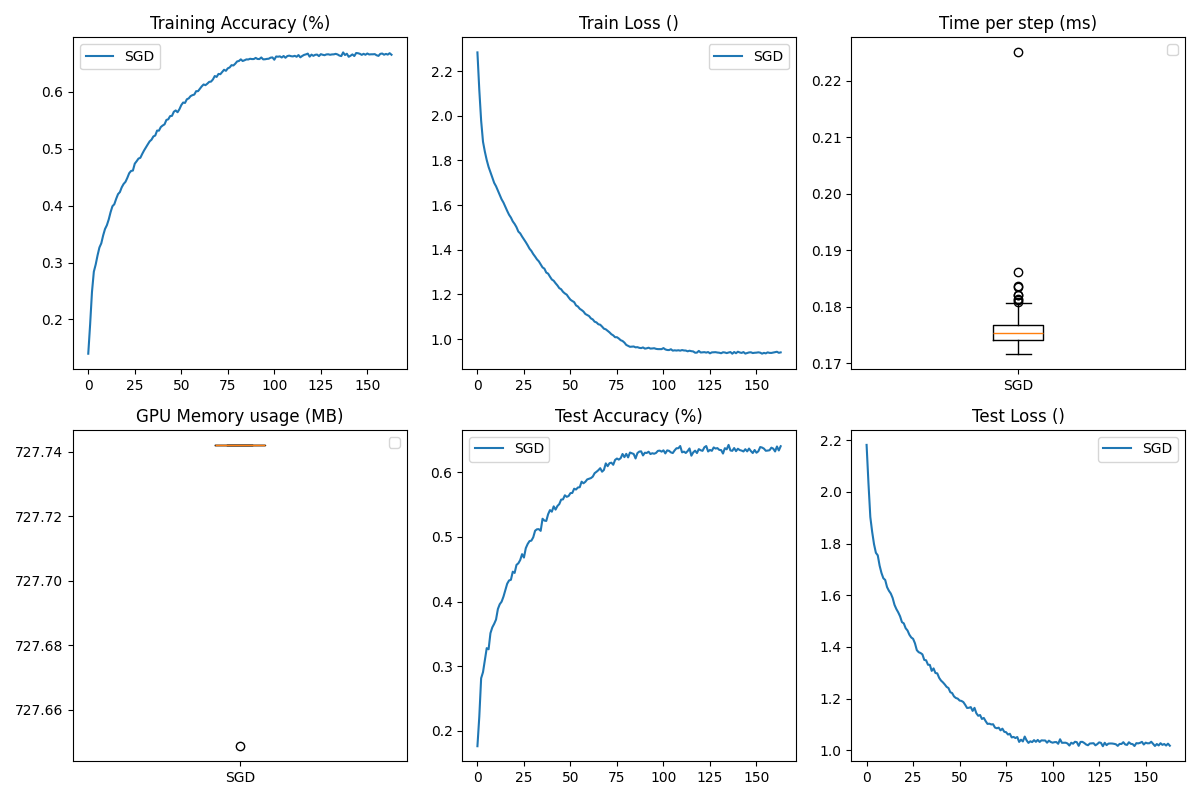 Training Accuracy (%)
SGD
0.6
0.5
0.4
0.3
0.2
0 25 50 75 100 125 150
Train Loss ()
SGD
2.2
2.0
1.8
1.6
1.4
1.2
1.0
0 25 50 75 100 125 150
Time per step (ms)
0.22
0.21
0.20
0.19
0.18
0.17
SGD
GPU Memory usage (MB)
727.74
727.72
727.70
727.68
727.66
SGD
Test Accuracy (%)
SGD
0.6
0.5
0.4
0.3
0.2
0 25 50 75 100 125 150
Test Loss ()
SGD
2.2
2.0
1.8
1.6
1.4
1.2
1.0
0 25 50 75 100 125 150